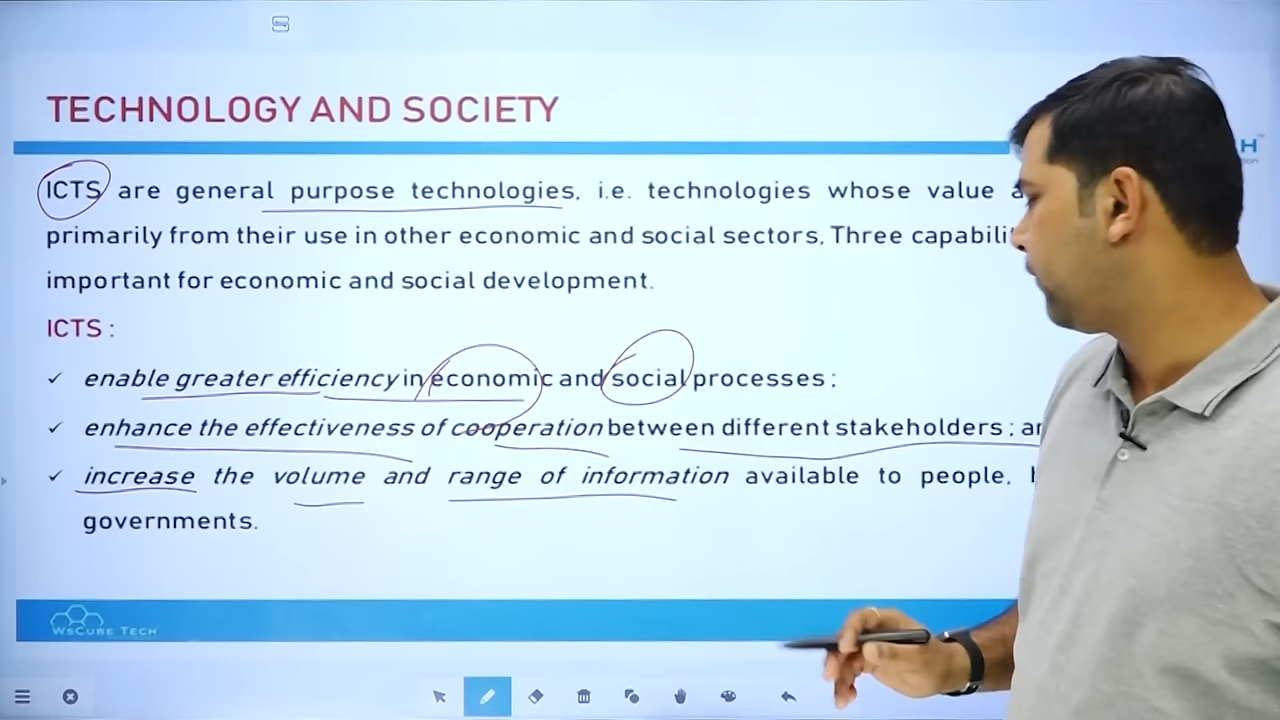 TECHNOLOGY AND SOCIETY
ICTS are general purpose technologies, i.e. technologies whose value
primarily from their use in other economic and social sectors. Three
important for economic and social development.
ICTS :
✓ enable greater efficiency in economic and social processes ;
✓ enhance the effectiveness of cooperation between different stakeholders ;
✓ increase the volume and range of information available to people,
governments.
WsCube Tech